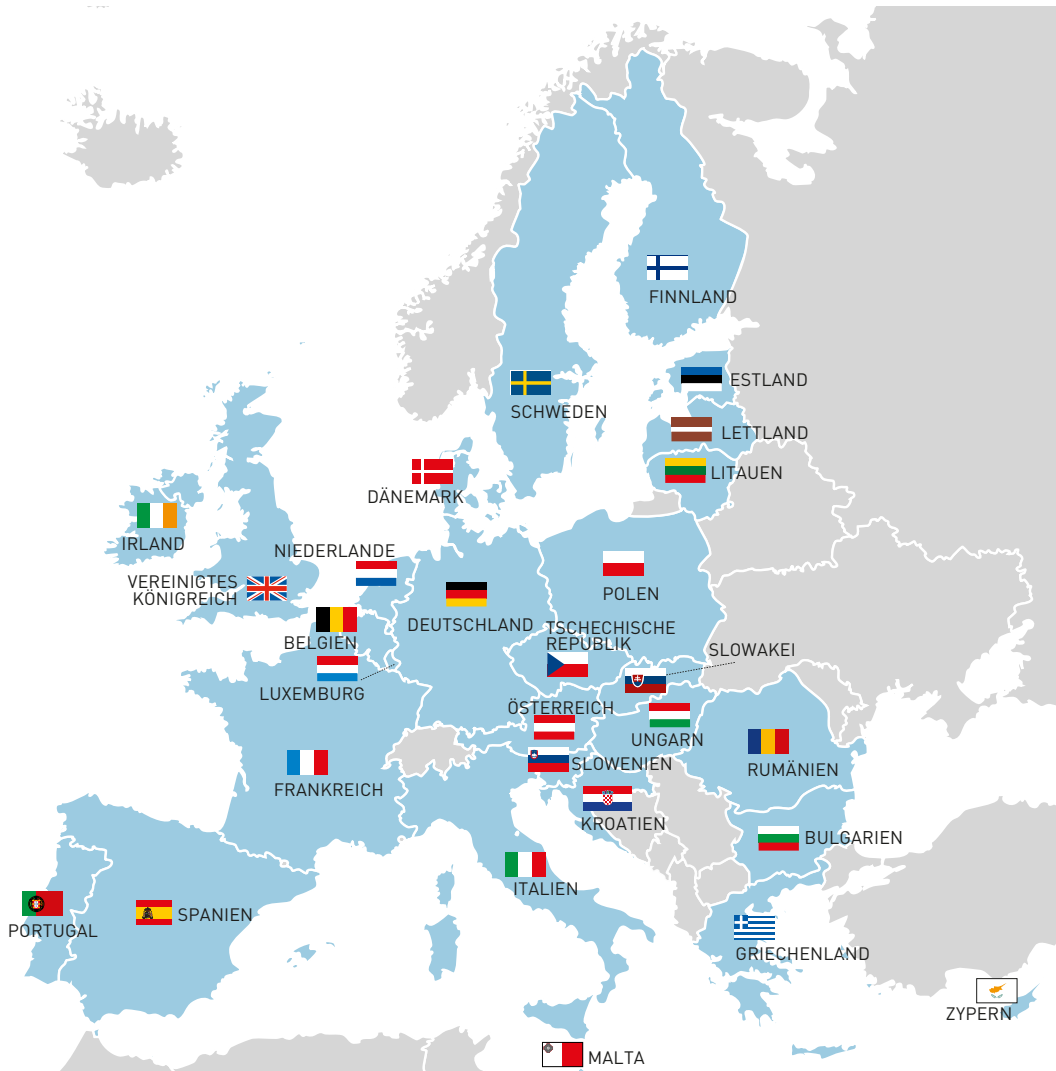 FINNLAND
ESTLAND
SCHWEDEN
LETTLAND
LITAUEN
DÄNEMARK
IRLAND
NIEDERLANDE
VEREINIGTES
KÖNIGREICH
POLEN
DEUTSCHLAND
TSCHECHISCHE
REPUBLIK
BELGIEN
SLOWAKEI
LUXEMBURG
ÖSTERREICH
UNGARN
SLOWENIEN
RUMÄNIEN
FRANKREICH
KROATIEN
BULGARIEN
ITALIEN
SPANIEN
PORTUGAL
GRIECHENLAND
ZYPERN
MALTA